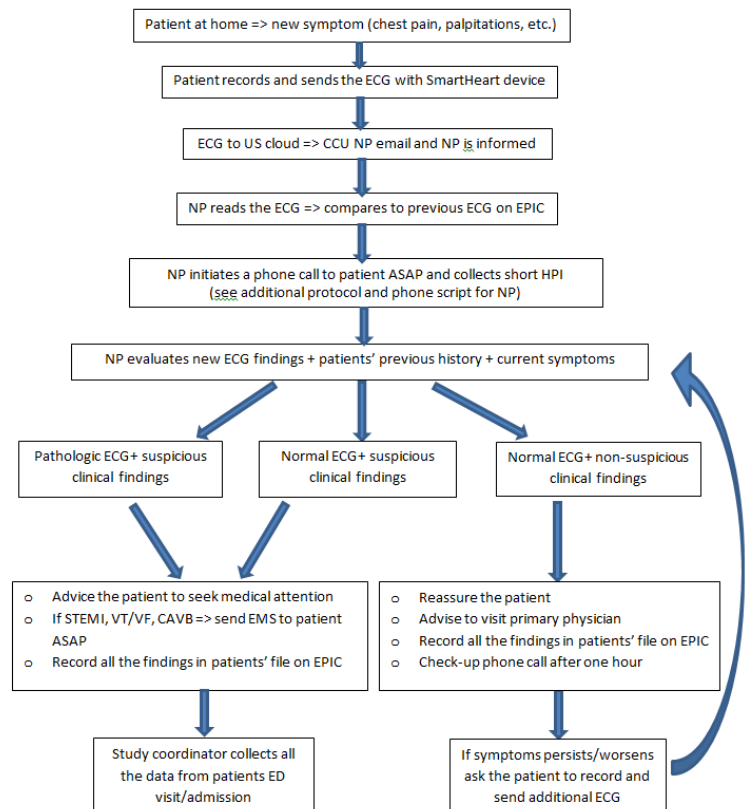 Patient at home => new symptom (chest pain, palpitations, etc.)
Patient records and sends the ECG with SmartHeart device
ECG to US cloud => CCU NP email and NP is informed
NP reads the ECG => compares to previous ECG on EPIC
NP initiates a phone call to patient ASAP and collects short HPI
(see additional protocol and phone script for NP)
NP evaluates new ECG findings + patients' previous history + current symptoms
Pathologic ECG+ suspicious
clinical findings
Normal ECG+ suspicious
clinical findings
Normal ECG+ non-suspicious
clinical findings
o Advice the patient to seek medical attention
o If STEMI, VT/VF, CAVB => send EMS to patient
ASAP
o Record all the findings in patients' file on EPIC
o Reassure the patient
o Advise to visit primary physician
o Record all the findings in patients' file on EPIC
o Check-up phone call after one hour
Study coordinator collects all
the data from patients ED
visit/admission
If symptoms persists/worsens
ask the patient to record and
send additional ECG